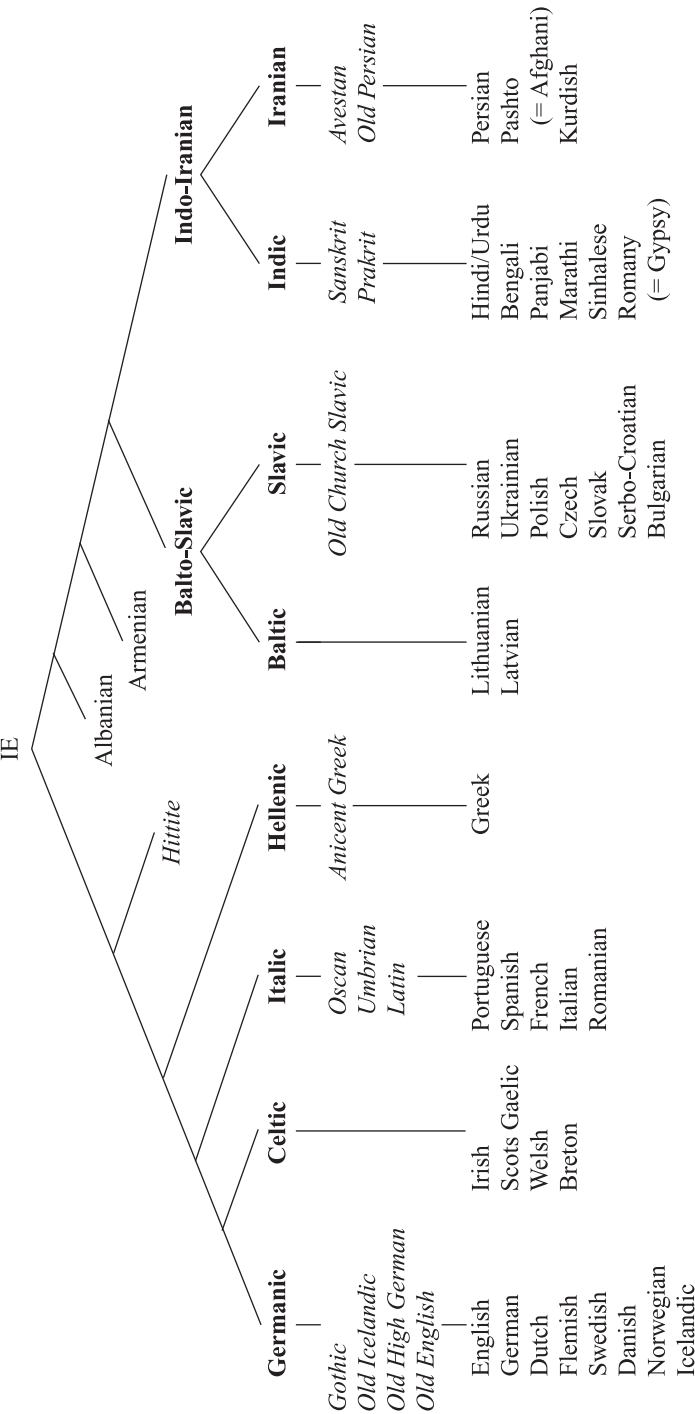 IE
Albanian
Armenian
Hittite
Balto-Slavic
Indo-Iranian
Germanic
Celtic
Italic
Hellenic
Baltic
Slavic
Indic
Iranian
Gothic
Old Icelandic
Old High German
Old English
Oscan
Umbrian
Latin
Anicent Greek
Old Church Slavic
Sanskrit
Prakrit
Avestan
Old Persian
English
German
Dutch
Flemish
Swedish
Danish
Norwegian
Icelandic
Irish
Scots Gaelic
Welsh
Breton
Portuguese
Spanish
French
Italian
Romanian
Greek
Lithuanian
Latvian
Russian
Ukrainian
Polish
Czech
Slovak
Serbo-Croatian
Bulgarian
Hindi/Urdu
Bengali
Panjabi
Marathi
Sinhalese
Romany
(= Gypsy)
Persian
Pashto
(= Afghani)
Kurdish